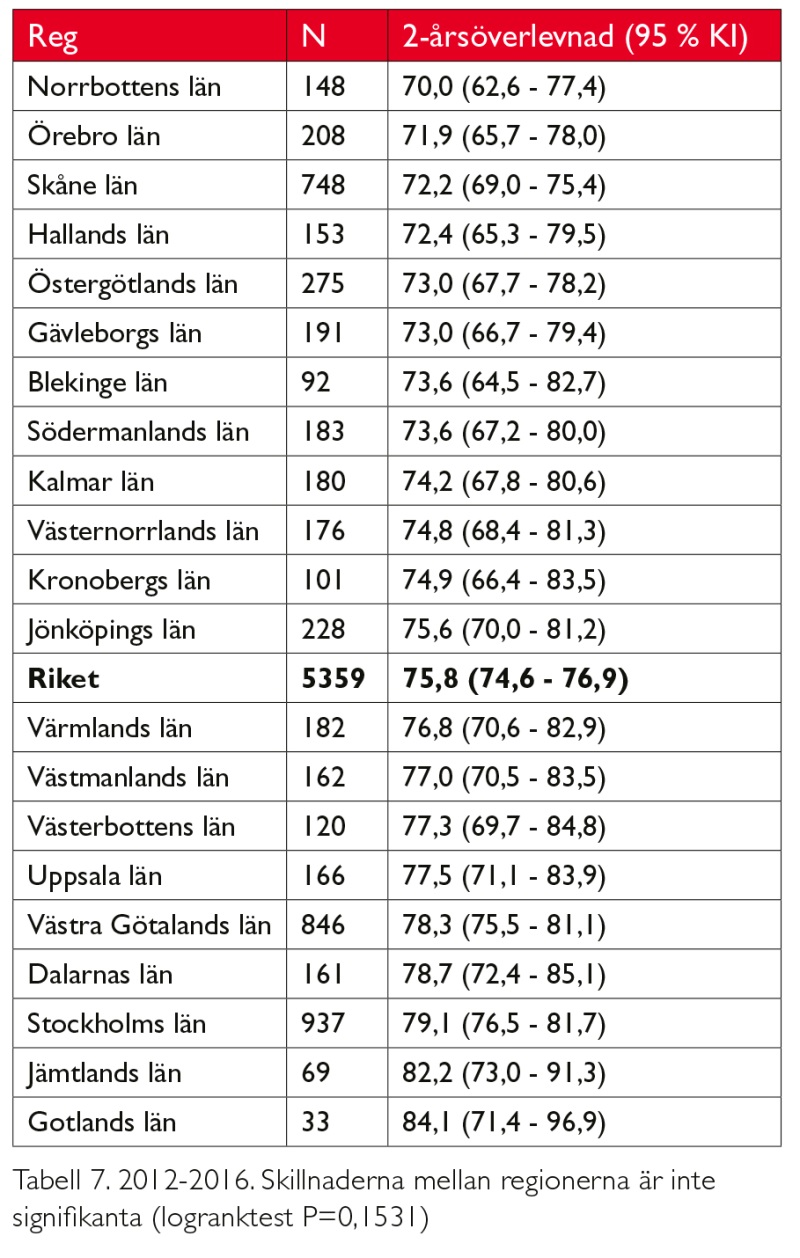 Reg N 2-årsöverlevnad (95 % KI)
Norrbottens län 148 70,0 (62,6 - 77,4)
Örebro län 208 71,9 (65,7 - 78,0)
Skåne län 748 72,2 (69,0 - 75,4)
Hallands län 153 72,4 (65,3 - 79,5)
Östergötlands län 275 73,0 (67,7 - 78,2)
Gävleborgs län 191 73,0 (66,7 - 79,4)
Blekinge län 92 73,6 (64,5 - 82,7)
Södermanlands län 183 73,6 (67,2 - 80,0)
Kalmar län 180 74,2 (67,8 - 80,6)
Västernorrlands län 176 74,8 (68,4 - 81,3)
Kronobergs län 101 74,9 (66,4 - 83,5)
Jönköpings län 228 75,6 (70,0 - 81,2)
Riket 5359 75,8 (74,6 - 76,9)
Värmlands län 182 76,8 (70,6 - 82,9)
Västmanlands län 162 77,0 (70,5 - 83,5)
Västerbottens län 120 77,3 (69,7 - 84,8)
Uppsala län 166 77,5 (71,1 - 83,9)
Västra Götalands län 846 78,3 (75,5 - 81,1)
Dalarnas län 161 78,7 (72,4 - 85,1)
Stockholms län 937 79,1 (76,5 - 81,7)
Jämtlands län 69 82,2 (73,0 - 91,3)
Gotlands län 33 84,1 (71,4 - 96,9)
Tabell 7. 2012-2016. Skillnaderna mellan regionerna är inte
signifikanta (logranktest P=0,1531)